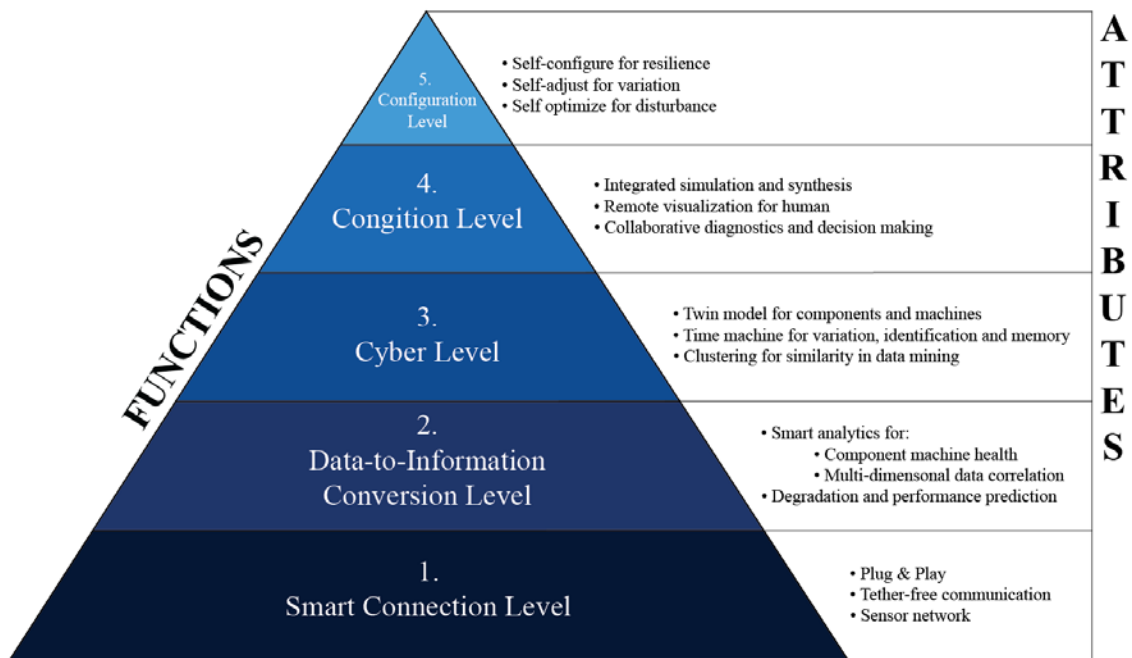 FUNCTIONS
ATTRIBUTES
5.
Configuration
Level
• Self-configure for resilience
• Self-adjust for variation
• Self optimize for disturbance
4.
Congition Level
• Integrated simulation and synthesis
• Remote visualization for human
• Collaborative diagnostics and decision making
3.
Cyber Level
• Twin model for components and machines
• Time machine for variation, identification and memory
• Clustering for similarity in data mining
2.
Data-to-Information
Conversion Level
• Smart analytics for:
• Component machine health
• Multi-dimensonal data correlation
• Degradation and performance prediction
1.
Smart Connection Level
• Plug & Play
• Tether-free communication
• Sensor network